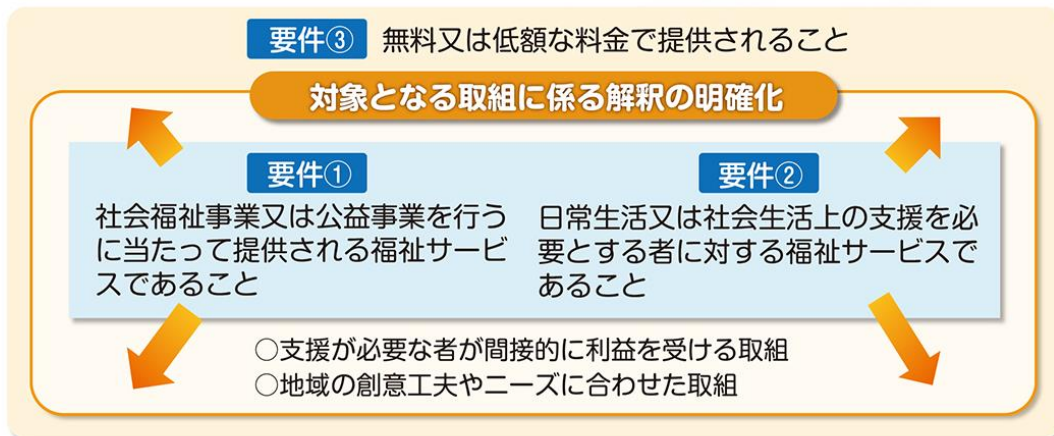 要件③ 無料又は低額な料金で提供されること
対象となる取組に係る解釈の明確化
要件①
社会福祉事業又は公益事業を行う
に当たって提供される福祉サービ
スであること
要件②
日常生活又は社会生活上の支援を必
要とする者に対する福祉サービスで
あること
○支援が必要な者が間接的に利益を受ける取組
○地域の創意工夫やニーズに合わせた取組